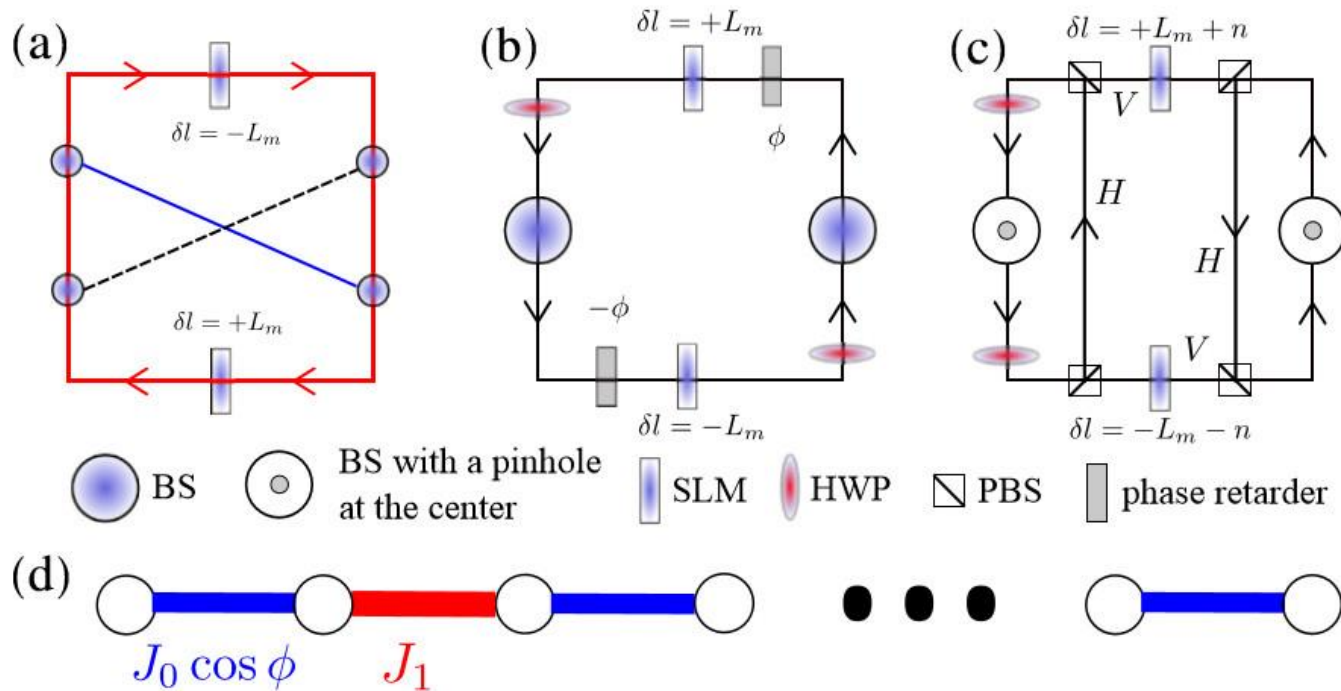 (a)
δl = −L_m
δl = +L_m
(b)
δl = +L_m
ϕ
−ϕ
δl = −L_m
(c)
δl = +L_m + n
V
H
H
V
δl = −L_m − n
BS
BS with a pinhole
at the center
SLM
HWP
PBS
phase retarder
(d)
J_0 cos ϕ
J_1